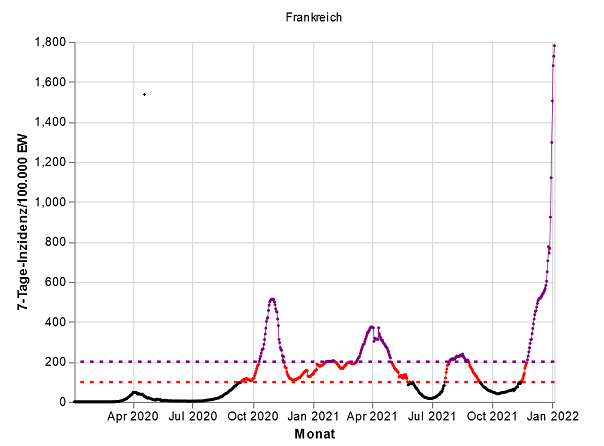 Frankreich
1,800
1,600
1,400
1,200
1,000
800
600
400
200
0
7-Tage-Inzidenz/100.000 EW
Apr 2020 Jul 2020 Oct 2020 Jan 2021 Apr 2021 Jul 2021 Oct 2021 Jan 2022
Monat